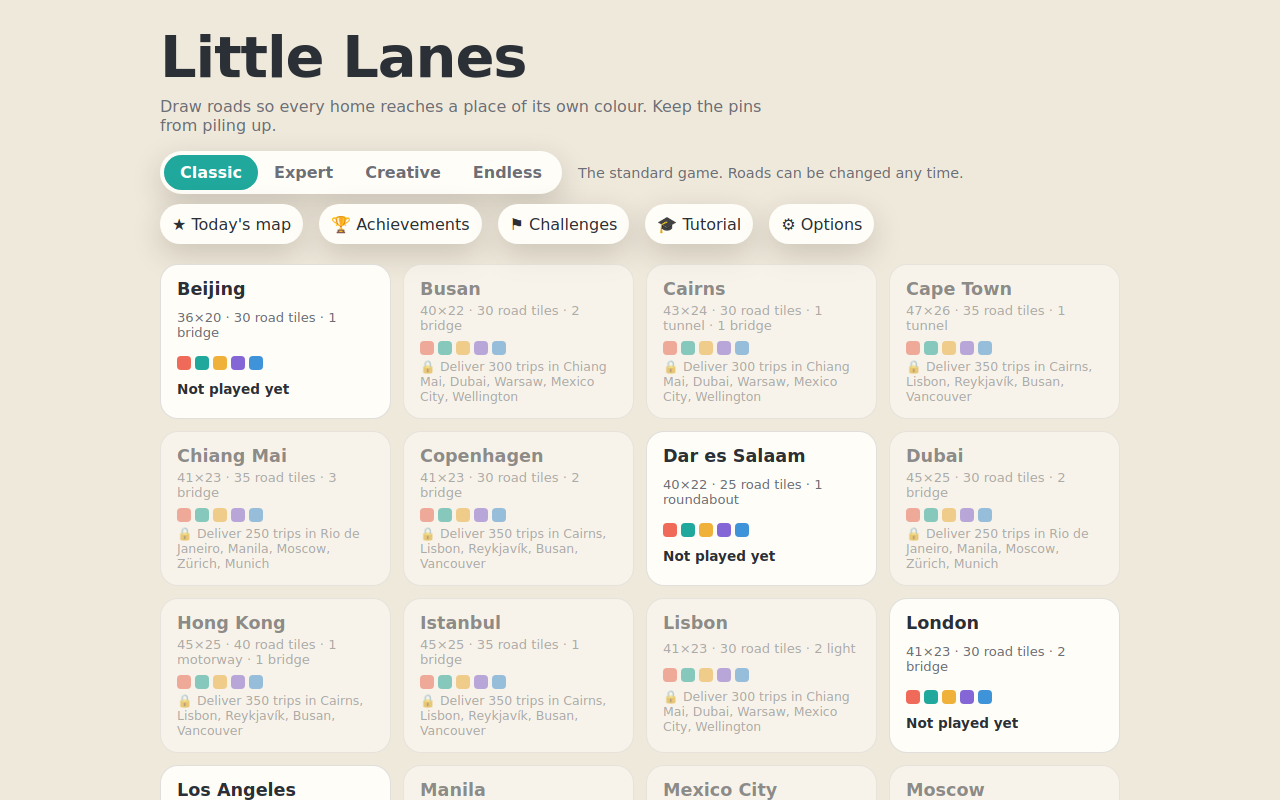 Little Lanes
Draw roads so every home reaches a place of its own colour. Keep the pins
from piling up.
Classic Expert Creative Endless The standard game. Roads can be changed any time.
★ Today's map 🏆 Achievements ⚑ Challenges 🎓 Tutorial ⚙ Options
Beijing
36×20 · 30 road tiles · 1
bridge
Not played yet
Busan
40×22 · 30 road tiles · 2
bridge
🔒 Deliver 300 trips in Chiang
Mai, Dubai, Warsaw, Mexico
City, Wellington
Cairns
43×24 · 30 road tiles · 1
tunnel · 1 bridge
🔒 Deliver 300 trips in Chiang
Mai, Dubai, Warsaw, Mexico
City, Wellington
Cape Town
47×26 · 35 road tiles · 1
tunnel
🔒 Deliver 350 trips in Cairns,
Lisbon, Reykjavík, Busan,
Vancouver
Chiang Mai
41×23 · 35 road tiles · 3
bridge
🔒 Deliver 250 trips in Rio de
Janeiro, Manila, Moscow,
Zürich, Munich
Copenhagen
41×23 · 30 road tiles · 2
bridge
🔒 Deliver 350 trips in Cairns,
Lisbon, Reykjavík, Busan,
Vancouver
Dar es Salaam
40×22 · 25 road tiles · 1
roundabout
Not played yet
Dubai
45×25 · 30 road tiles · 2
bridge
🔒 Deliver 250 trips in Rio de
Janeiro, Manila, Moscow,
Zürich, Munich
Hong Kong
45×25 · 40 road tiles · 1
motorway · 1 bridge
🔒 Deliver 350 trips in Cairns,
Lisbon, Reykjavík, Busan,
Vancouver
Istanbul
45×25 · 35 road tiles · 1
bridge
🔒 Deliver 350 trips in Cairns,
Lisbon, Reykjavík, Busan,
Vancouver
Lisbon
41×23 · 30 road tiles · 2 light
🔒 Deliver 300 trips in Chiang
Mai, Dubai, Warsaw, Mexico
City, Wellington
London
41×23 · 30 road tiles · 2
bridge
Not played yet
Los Angeles
Manila
Mexico City
Moscow